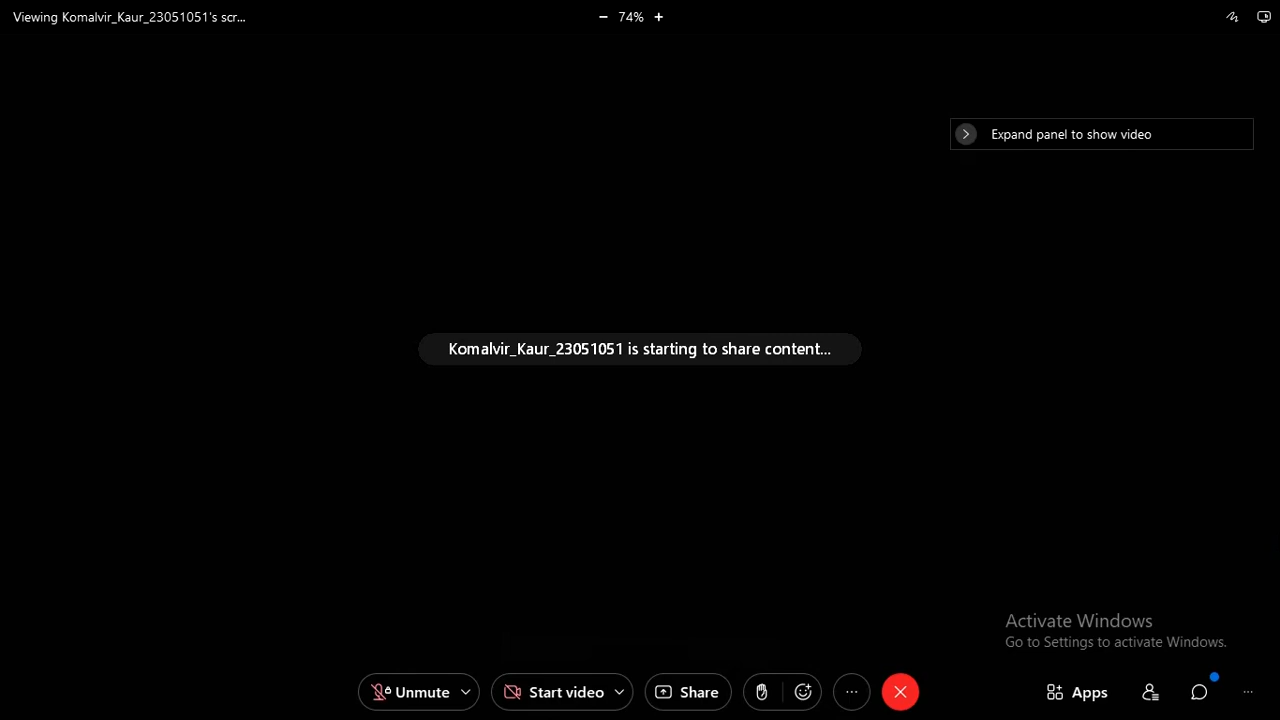 Viewing Komalvir_Kaur_23051051's scr...
74%
Expand panel to show video
Komalvir_Kaur_23051051 is starting to share content...
Activate Windows
Go to Settings to activate Windows.
Unmute
Start video
Share
Apps